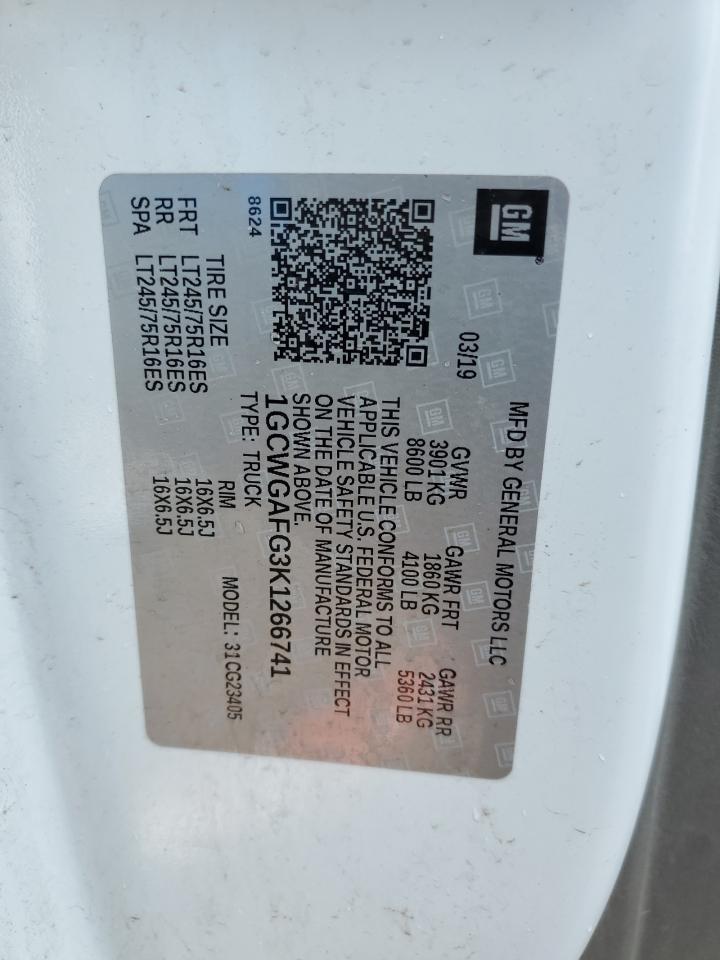 GM
MFD BY GENERAL MOTORS LLC
03/19
GVWR GAWR FRT GAWR RR
3901 KG 1860 KG 2431 KG
8600 LB 4100 LB 5360 LB
THIS VEHICLE CONFORMS TO ALL
APPLICABLE U.S. FEDERAL MOTOR
VEHICLE SAFETY STANDARDS IN EFFECT
ON THE DATE OF MANUFACTURE
SHOWN ABOVE.
1GCWGAFG3K1266741
8624
TYPE: TRUCK MODEL: 31CG23405
TIRE SIZE RIM
FRT LT245/75R16ES 16X6.5J
RR LT245/75R16ES 16X6.5J
SPA LT245/75R16ES 16X6.5J